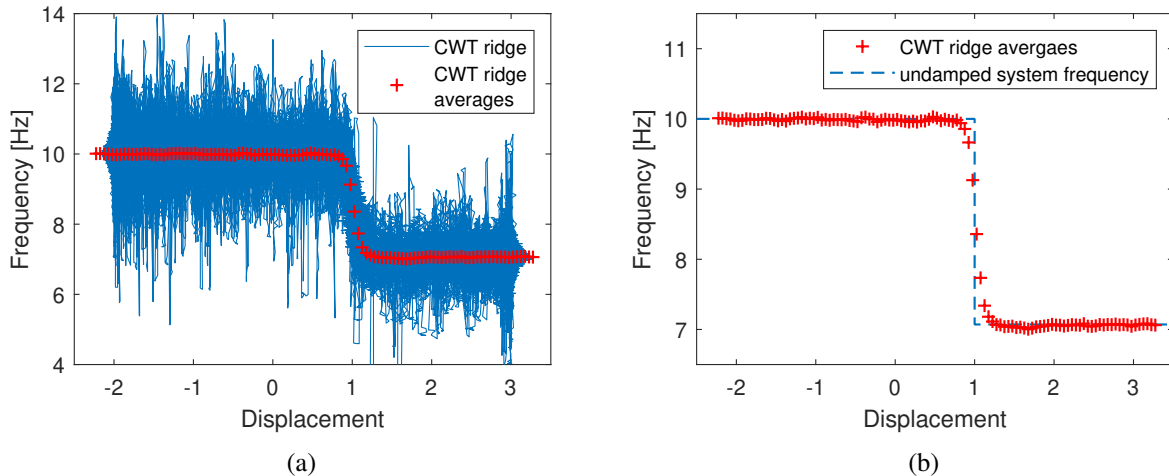 14
12
10
8
6
4
Frequency [Hz]
-2
-1
0
1
2
3
Displacement
CWT ridge
CWT ridge
averages
(a)
11
10
9
8
7
Frequency [Hz]
-2
-1
0
1
2
3
Displacement
CWT ridge avergaes
undamped system frequency
(b)